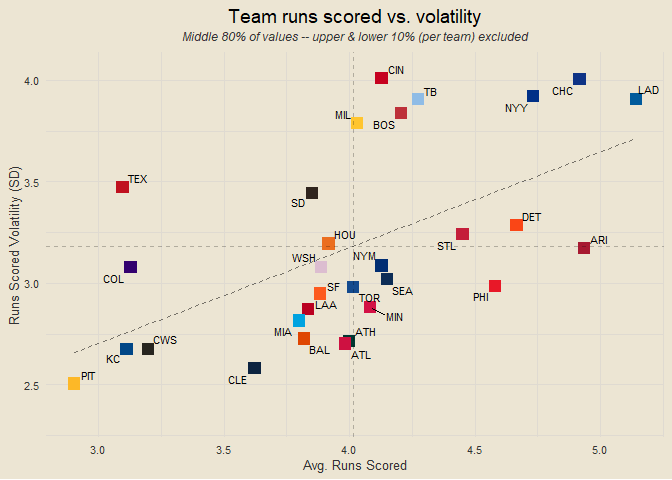 Team runs scored vs. volatility
Middle 80% of values -- upper & lower 10% (per team) excluded
Runs Scored Volatility (SD)
4.0
3.5
3.0
2.5
CIN
TB
CHC
LAD
NYY
MIL
BOS
TEX
SD
DET
HOU
STL
ARI
WSH
NYM
COL
SEA
SF
TOR
PHI
LAA
MIN
MIA
ATH
CWS
BAL
ATL
KC
CLE
PIT
3.0
3.5
4.0
4.5
5.0
Avg. Runs Scored